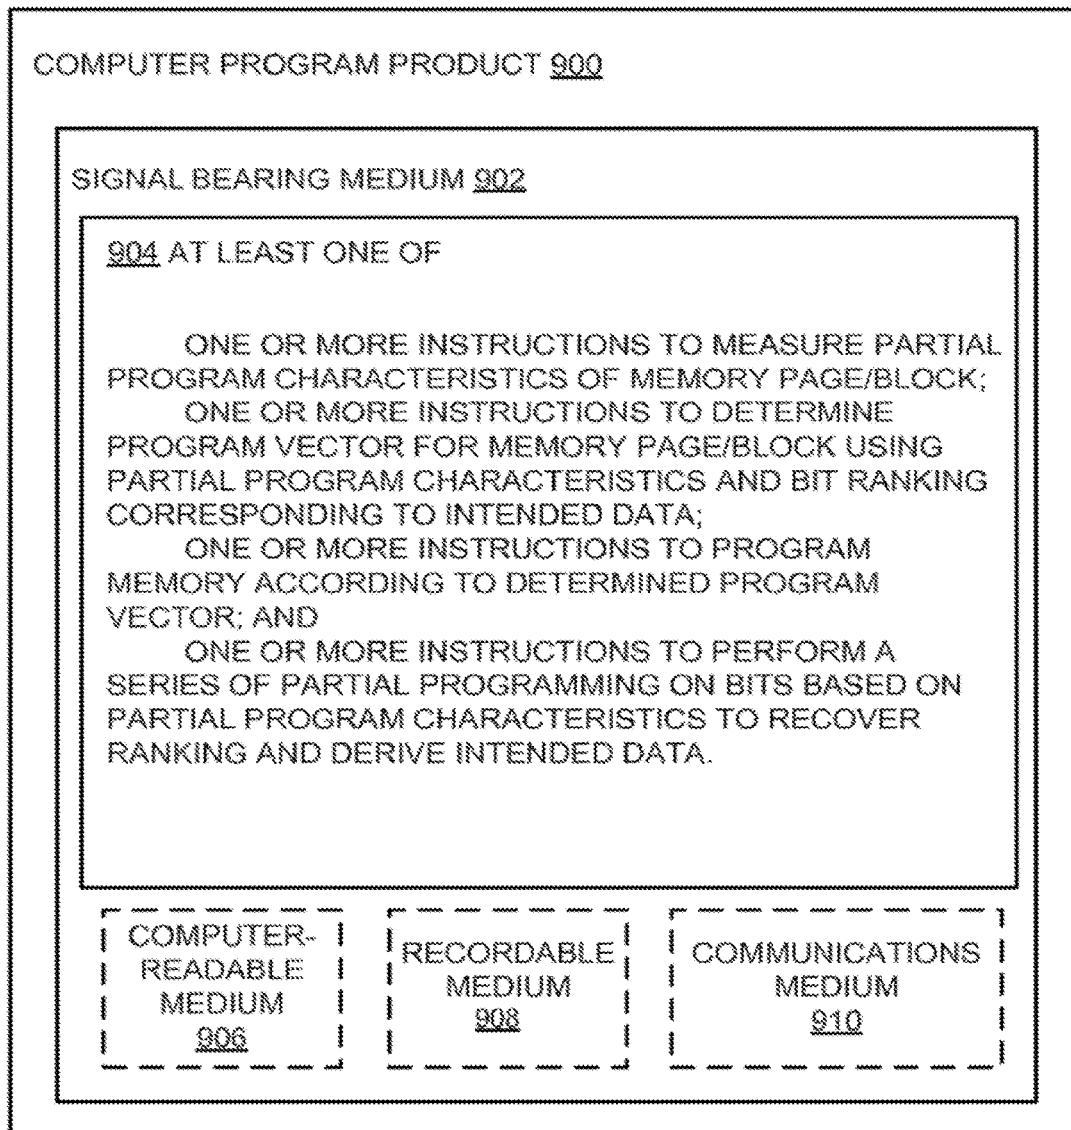 COMPUTER PROGRAM PRODUCT 900
SIGNAL BEARING MEDIUM 902
904 AT LEAST ONE OF
ONE OR MORE INSTRUCTIONS TO MEASURE PARTIAL
PROGRAM CHARACTERISTICS OF MEMORY PAGE/BLOCK;
ONE OR MORE INSTRUCTIONS TO DETERMINE
PROGRAM VECTOR FOR MEMORY PAGE/BLOCK USING
PARTIAL PROGRAM CHARACTERISTICS AND BIT RANKING
CORRESPONDING TO INTENDED DATA;
ONE OR MORE INSTRUCTIONS TO PROGRAM
MEMORY ACCORDING TO DETERMINED PROGRAM
VECTOR; AND
ONE OR MORE INSTRUCTIONS TO PERFORM A
SERIES OF PARTIAL PROGRAMMING ON BITS BASED ON
PARTIAL PROGRAM CHARACTERISTICS TO RECOVER
RANKING AND DERIVE INTENDED DATA.
COMPUTER-
READABLE
MEDIUM
906
RECORDABLE
MEDIUM
908
COMMUNICATIONS
MEDIUM
910